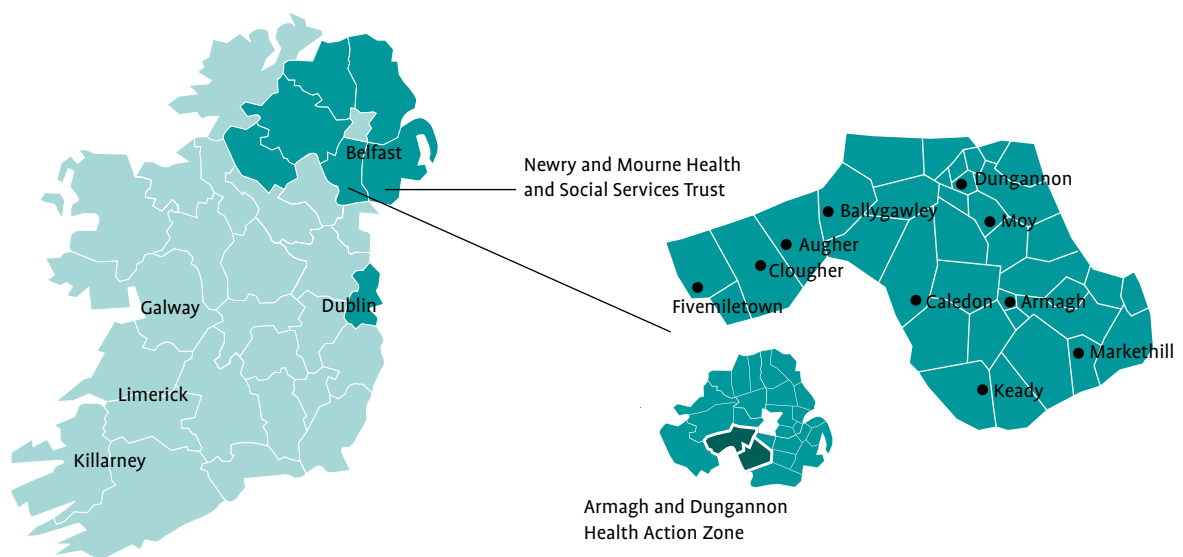 Belfast
Dublin
Galway
Limerick
Killarney
Newry and Mourne Health
and Social Services Trust
Dungannon
Ballygawley
Moy
Augher
Clougher
Fivemiletown
Caledon
Armagh
Markethill
Keady
Armagh and Dungannon
Health Action Zone